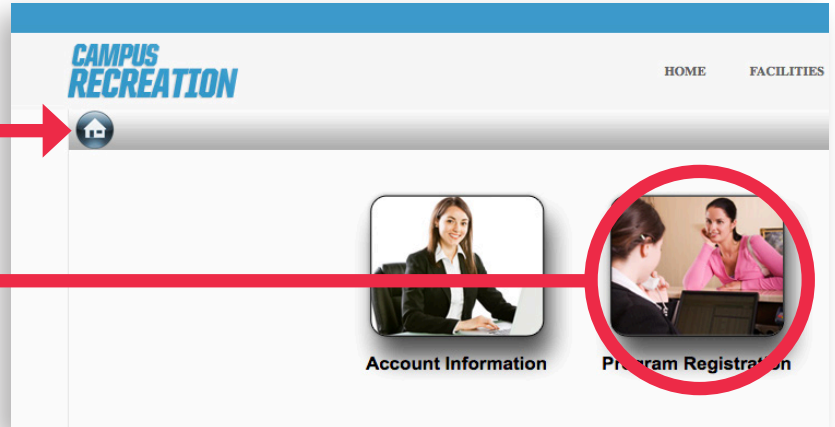 CAMPUS
RECREATION
HOME FACILITIES
Account Information
Program Registration